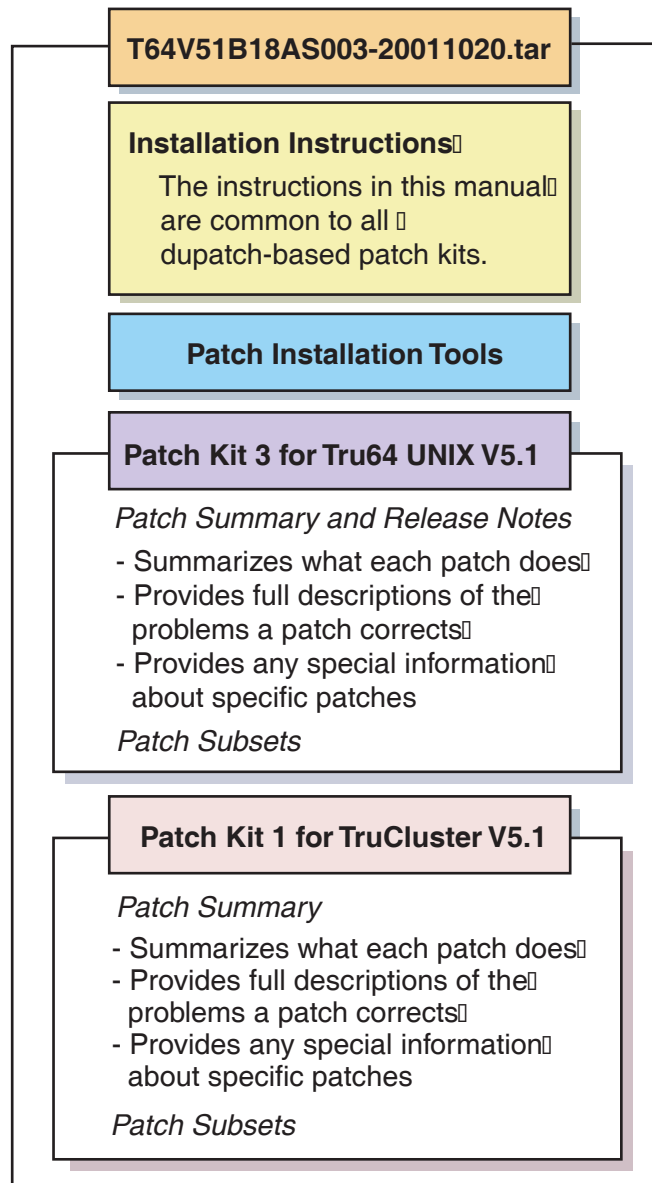 T64V51B18AS003-20011020.tar
Installation Instructions
The instructions in this manual
are common to all
dupatch-based patch kits.
Patch Installation Tools
Patch Kit 3 for Tru64 UNIX V5.1
Patch Summary and Release Notes
- Summarizes what each patch does
- Provides full descriptions of the
problems a patch corrects
- Provides any special information
about specific patches
Patch Subsets
Patch Kit 1 for TruCluster V5.1
Patch Summary
- Summarizes what each patch does
- Provides full descriptions of the
problems a patch corrects
- Provides any special information
about specific patches
Patch Subsets